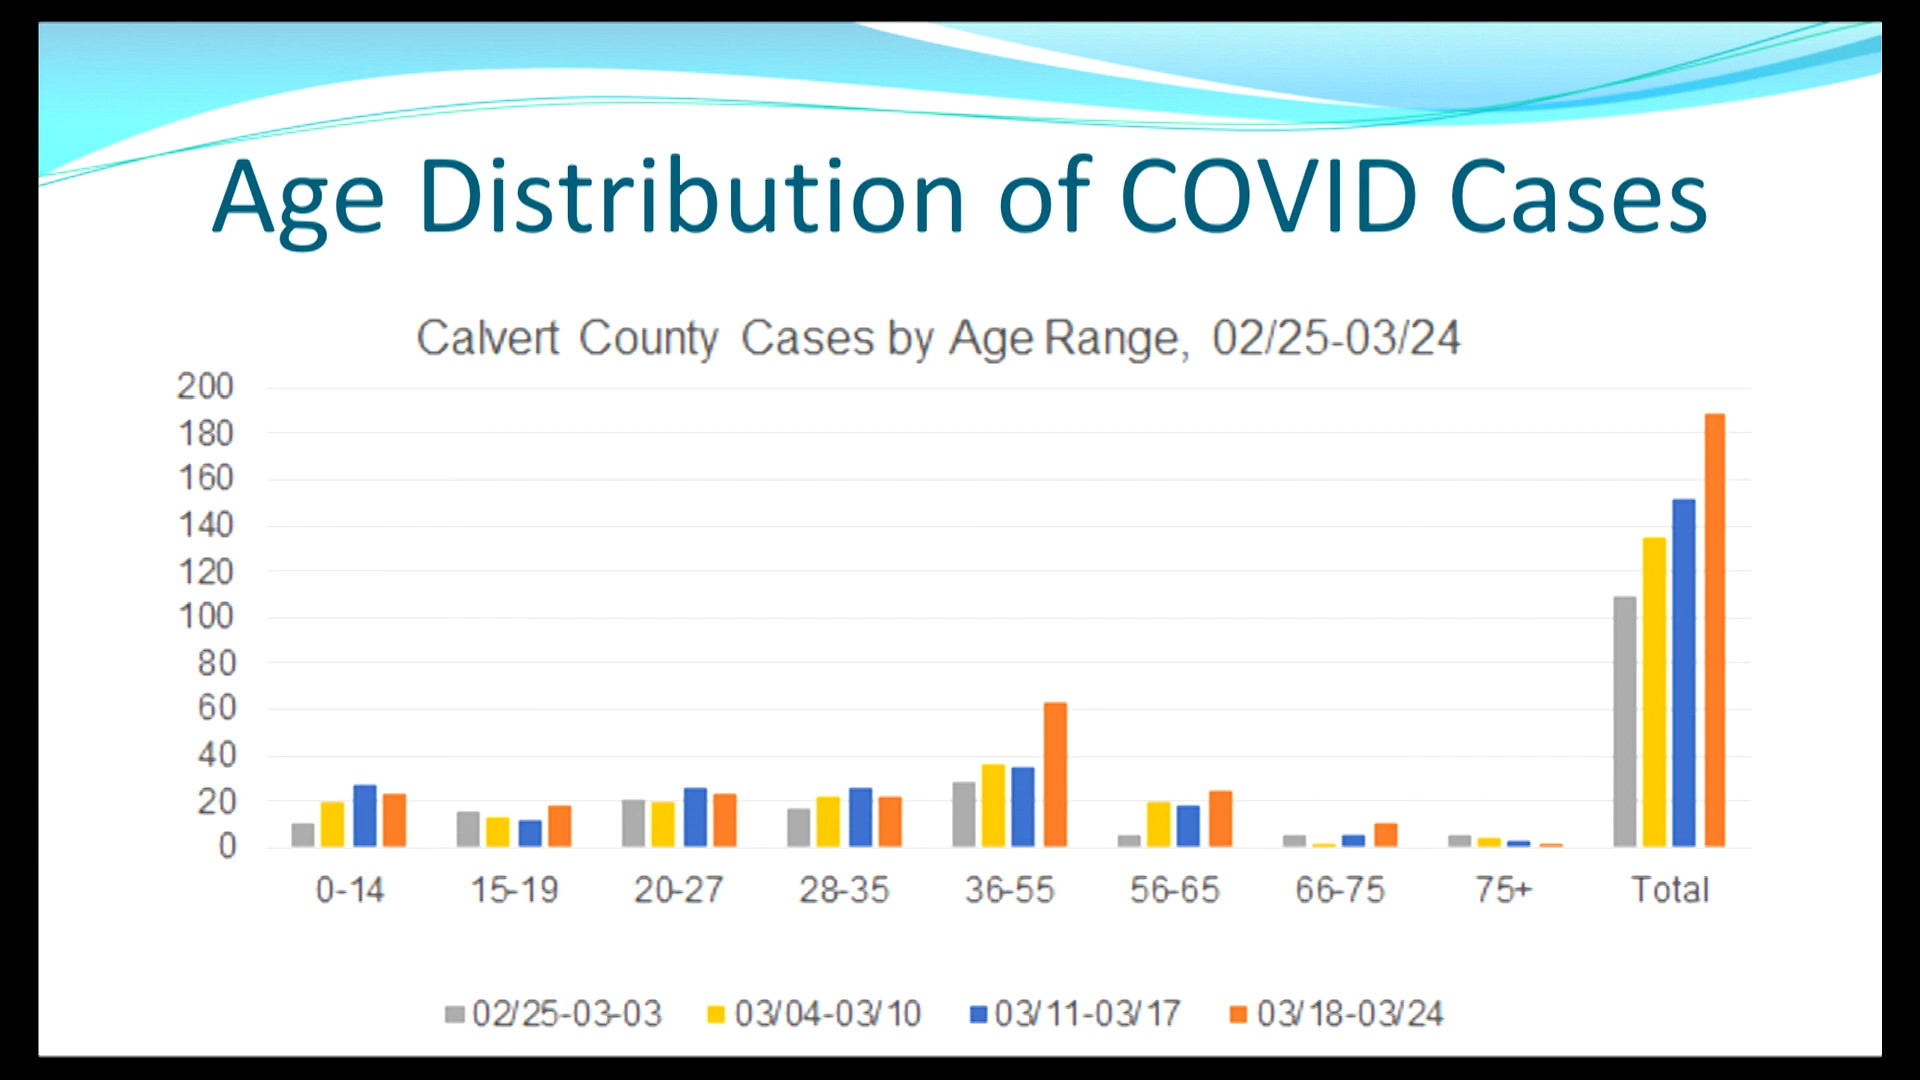 Age Distribution of COVID Cases
Calvert County Cases by Age Range, 02/25-03/24
200
180
160
140
120
100
80
60
40
20
0
0-14 15-19 20-27 28-35 36-55 56-65 66-75 75+ Total
02/25-03-03 03/04-03/10 03/11-03/17 03/18-03/24